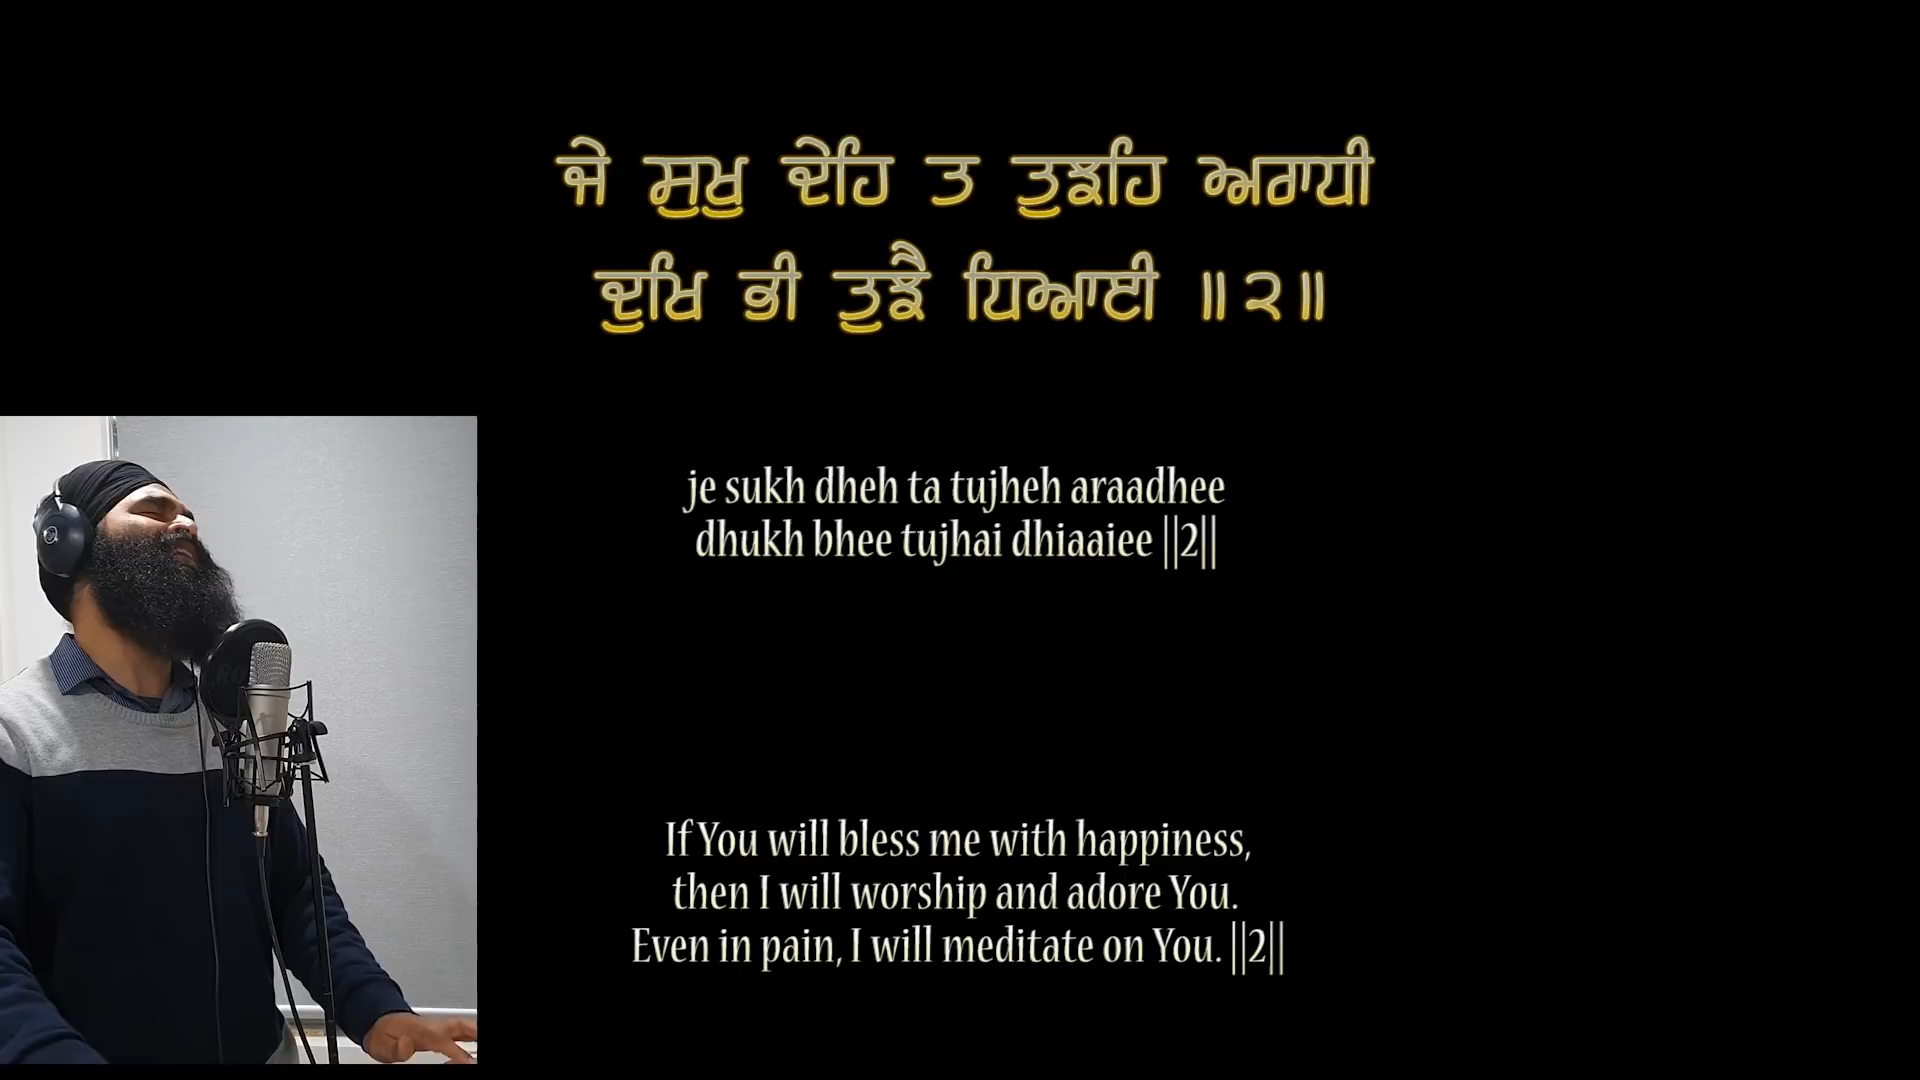 ਜੇ ਸੁਖੁ ਦੇਹਿ ਤ ਤੁਝਹਿ ਅਰਾਧੀ
ਦੁਖਿ ਭੀ ਤੁਝੈ ਧਿਆਈ ॥੨॥
je sukh dheh ta tujheh araadhee
dhukh bhee tujhai dhiaaiee ||2||
If You will bless me with happiness,
then I will worship and adore You.
Even in pain, I will meditate on You. ||2||